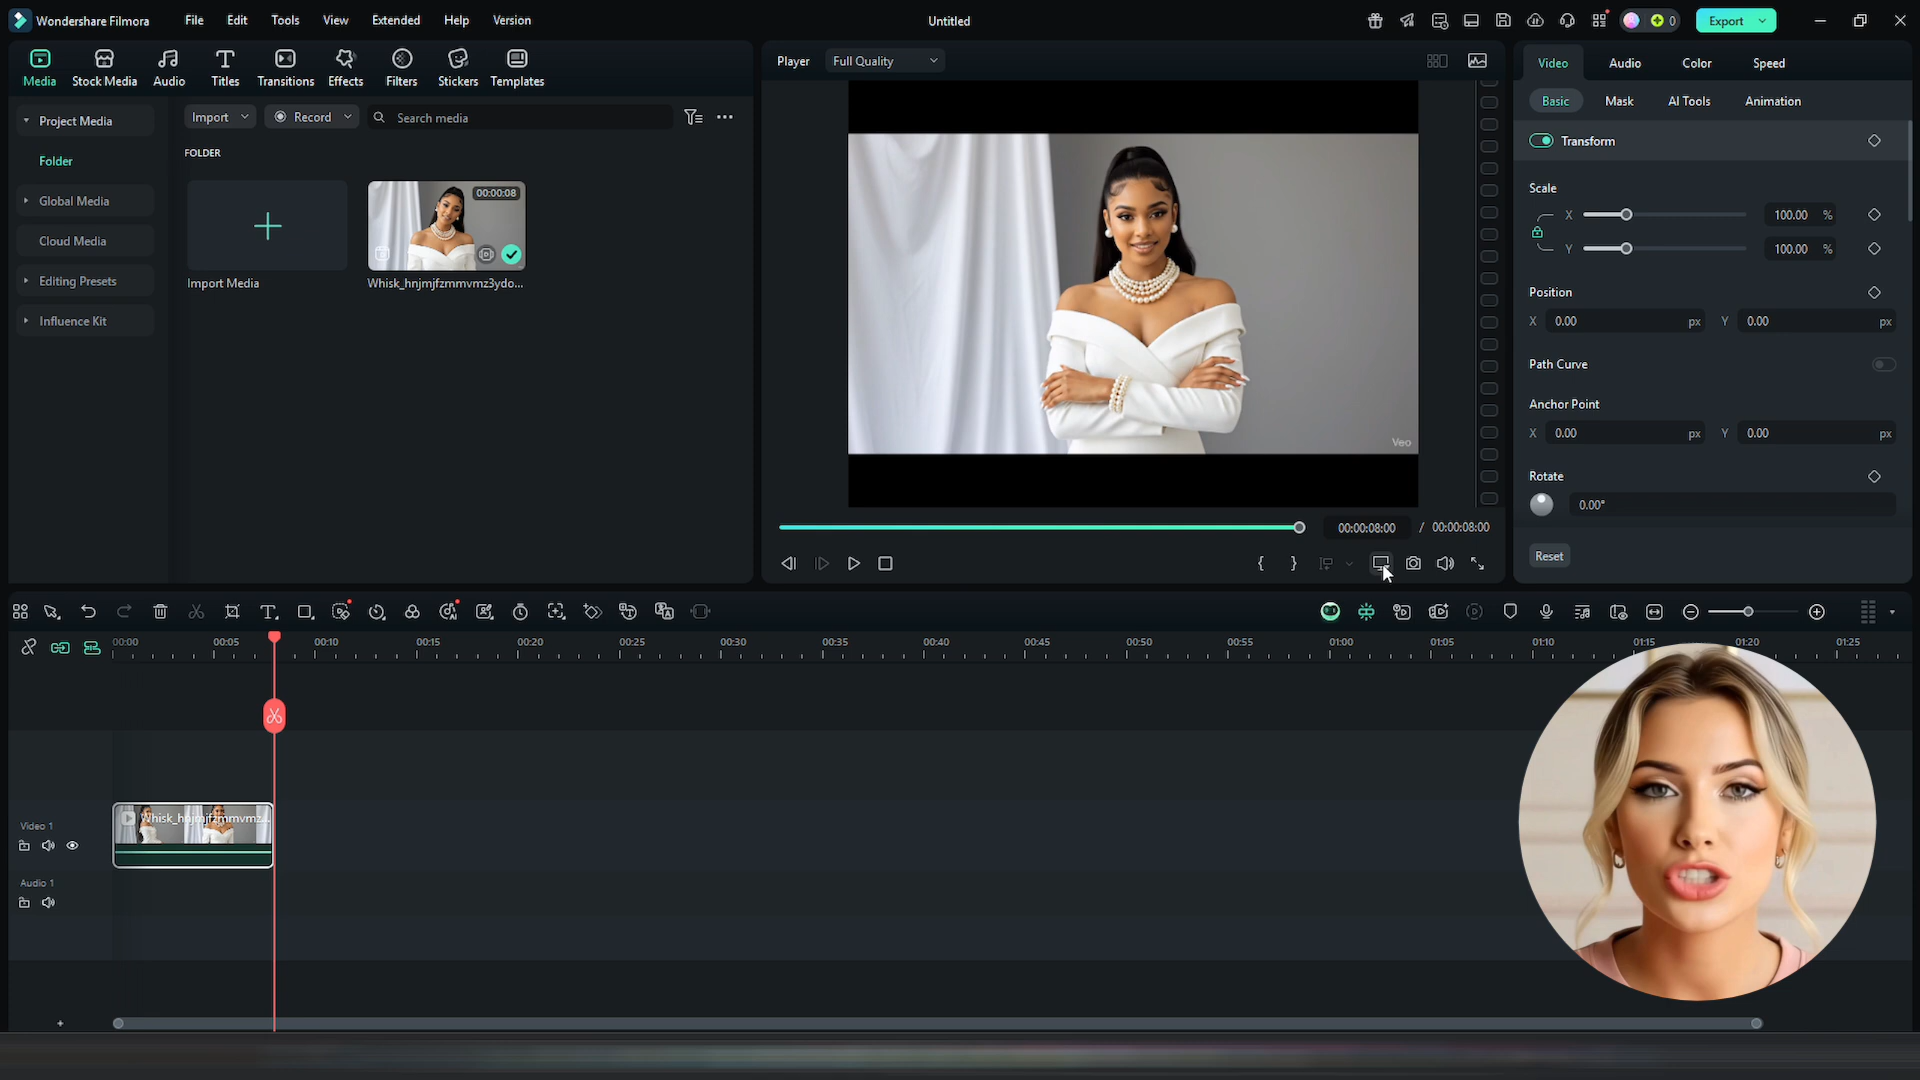 Wondershare Filmora File Edit Tools View Extended Help Version Untitled 0 Export
Media Stock Media Audio Titles Transitions Effects Filters Stickers Templates
Player Full Quality
Video Audio Color Speed
Basic Mask AI Tools Animation
Project Media
Import Record Search media
Folder
FOLDER
Global Media
Cloud Media
Editing Presets
Influence Kit
00:00:08
Import Media
Whisk_hnjmjfzmmvmz3ydo...
Veo
Transform
Scale
X 100.00 %
Y 100.00 %
Position
X 0.00 px Y 0.00 px
Path Curve
Anchor Point
X 0.00 px Y 0.00 px
Rotate
0.00°
Reset
00:00:08:00 / 00:00:08:00
00:00 00:05 00:10 00:15 00:20 00:25 00:30 00:35 00:40 00:45 00:50 00:55 01:00 01:05 01:10 01:15 01:20 01:25
Whisk_hnjmjfzmmvmz...
Video 1
Audio 1